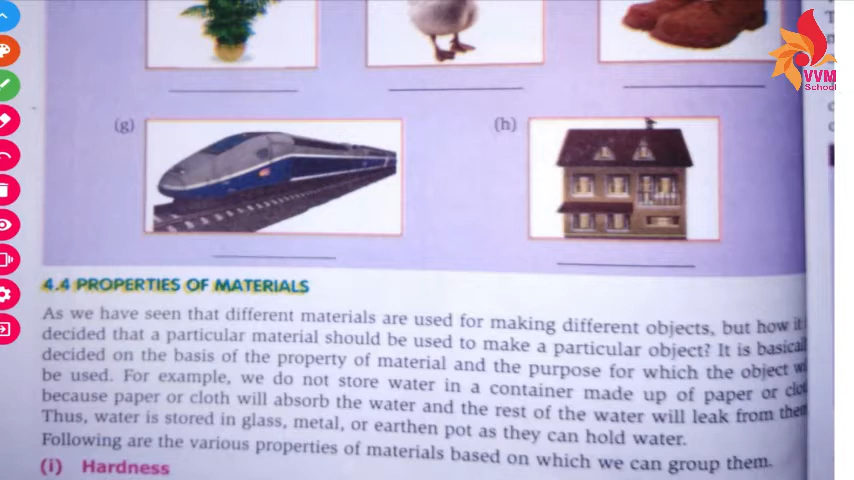 VVM
School
(g)
(h)
4.4 PROPERTIES OF MATERIALS
As we have seen that different materials are used for making different objects, but how it
decided that a particular material should be used to make a particular object? It is
decided on the basis of the property of material and the purpose for which the object
be used. For example, we do not store water in a container made up of paper or
because paper or cloth will absorb the water and the rest of the water will leak from
Thus, water is stored in glass, metal, or earthen pot as they can hold water.
Following are the various properties of materials based on which we can group them.
(i) Hardness